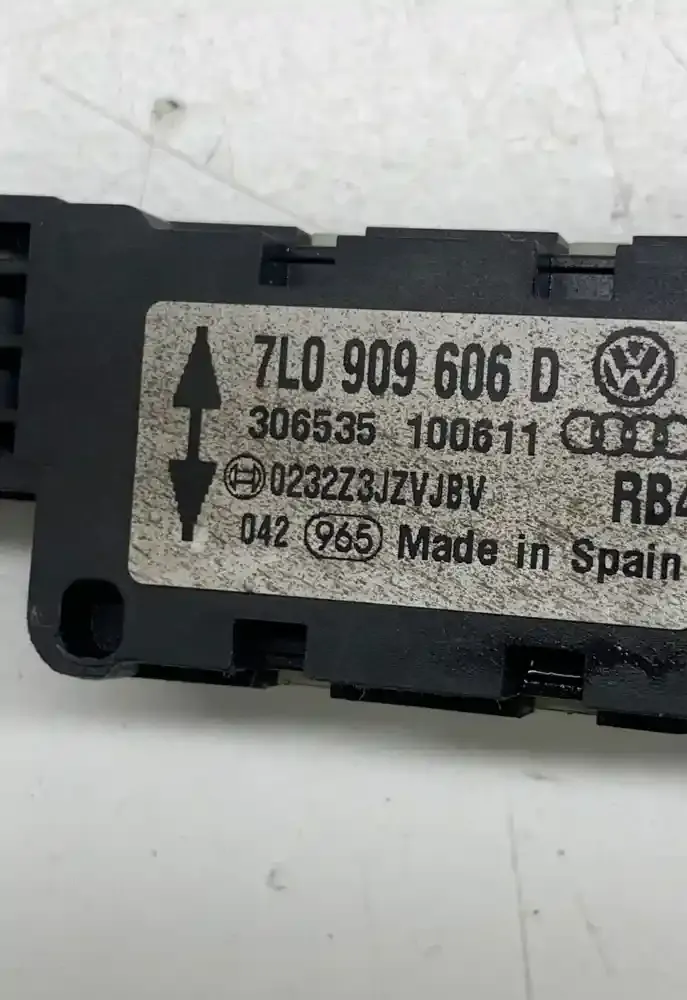 7L0 909 606 D
306535 100611
0232Z3JZVJBV RB4
042 965 Made in Spain